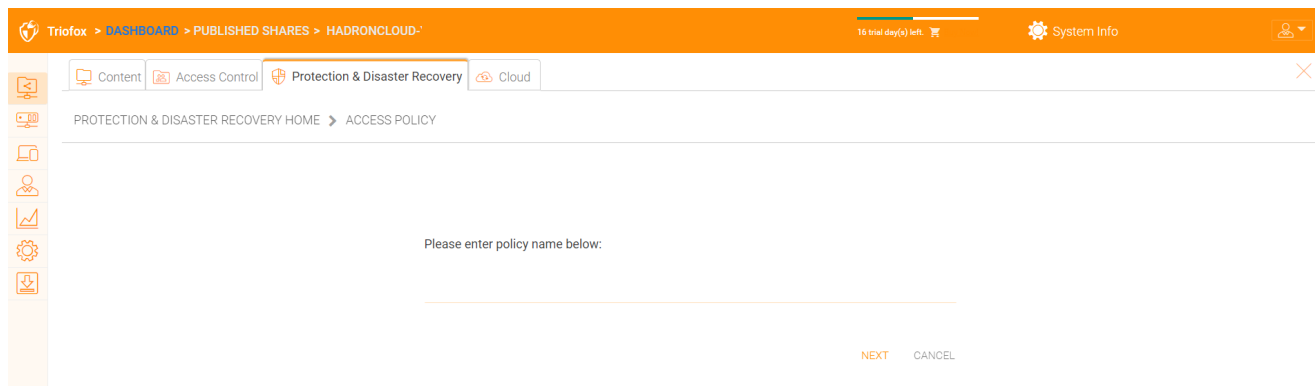 Triofox > DASHBOARD > PUBLISHED SHARES > HADRONCLOUD-
16 trial day(s) left.
System Info
Content
Access Control
Protection & Disaster Recovery
Cloud
PROTECTION & DISASTER RECOVERY HOME > ACCESS POLICY
Please enter policy name below:
NEXT CANCEL